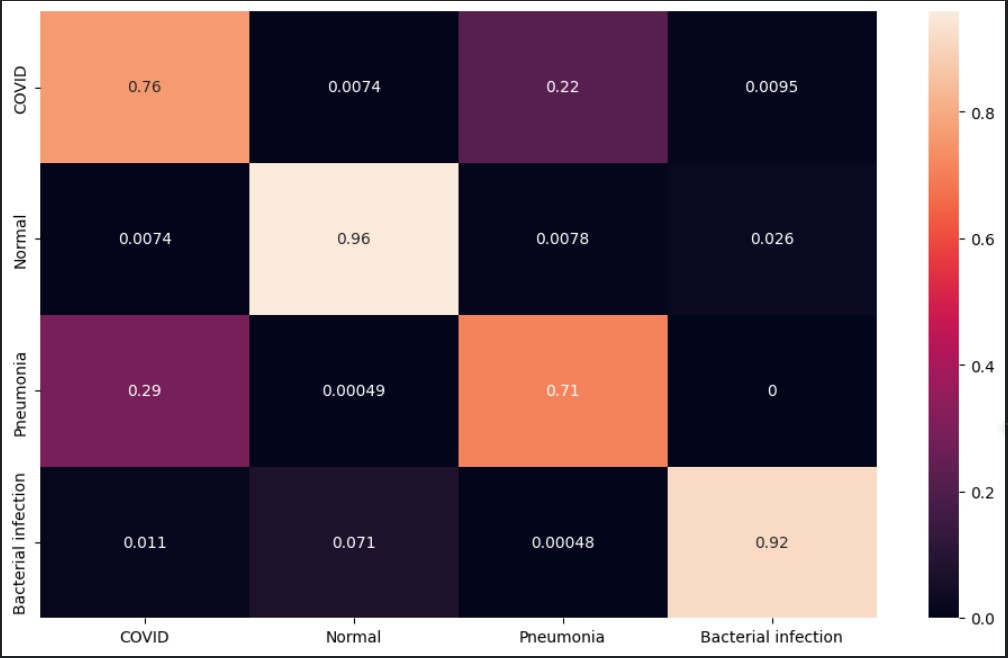 COVID 0.76 0.0074 0.22 0.0095
Normal 0.0074 0.96 0.0078 0.026
Pneumonia 0.29 0.00049 0.71 0
Bacterial infection 0.011 0.071 0.00048 0.92
COVID Normal Pneumonia Bacterial infection
0.8
0.6
0.4
0.2
0.0